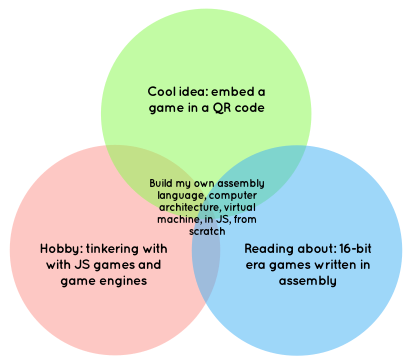 Cool idea: embed a
game in a QR code
Build my own assembly
language, computer
architecture, virtual
machine, in JS, from
scratch
Hobby: tinkering with
with JS games and
game engines
Reading about: 16-bit
era games written in
assembly